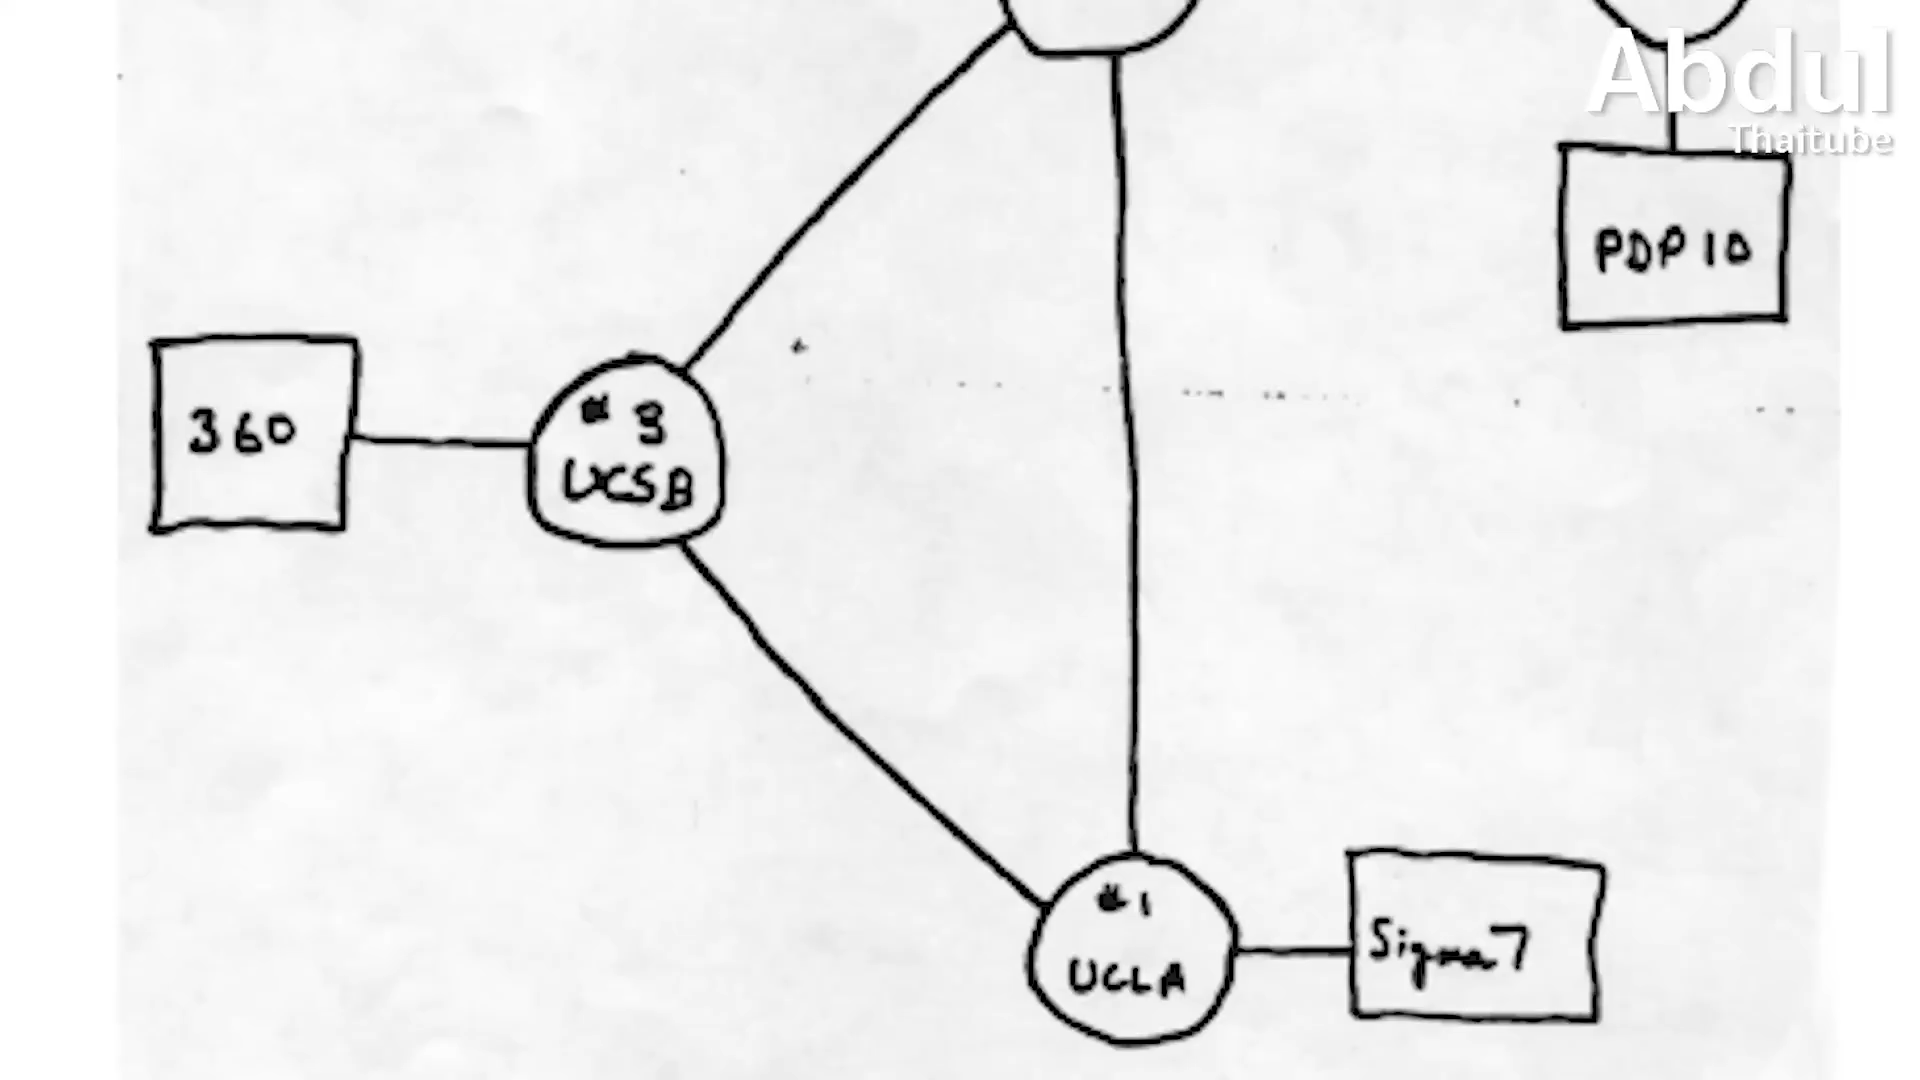 Abdul
Thaitube
PDP 10
360
# 3
UCSB
# 1
UCLA
Sigma 7